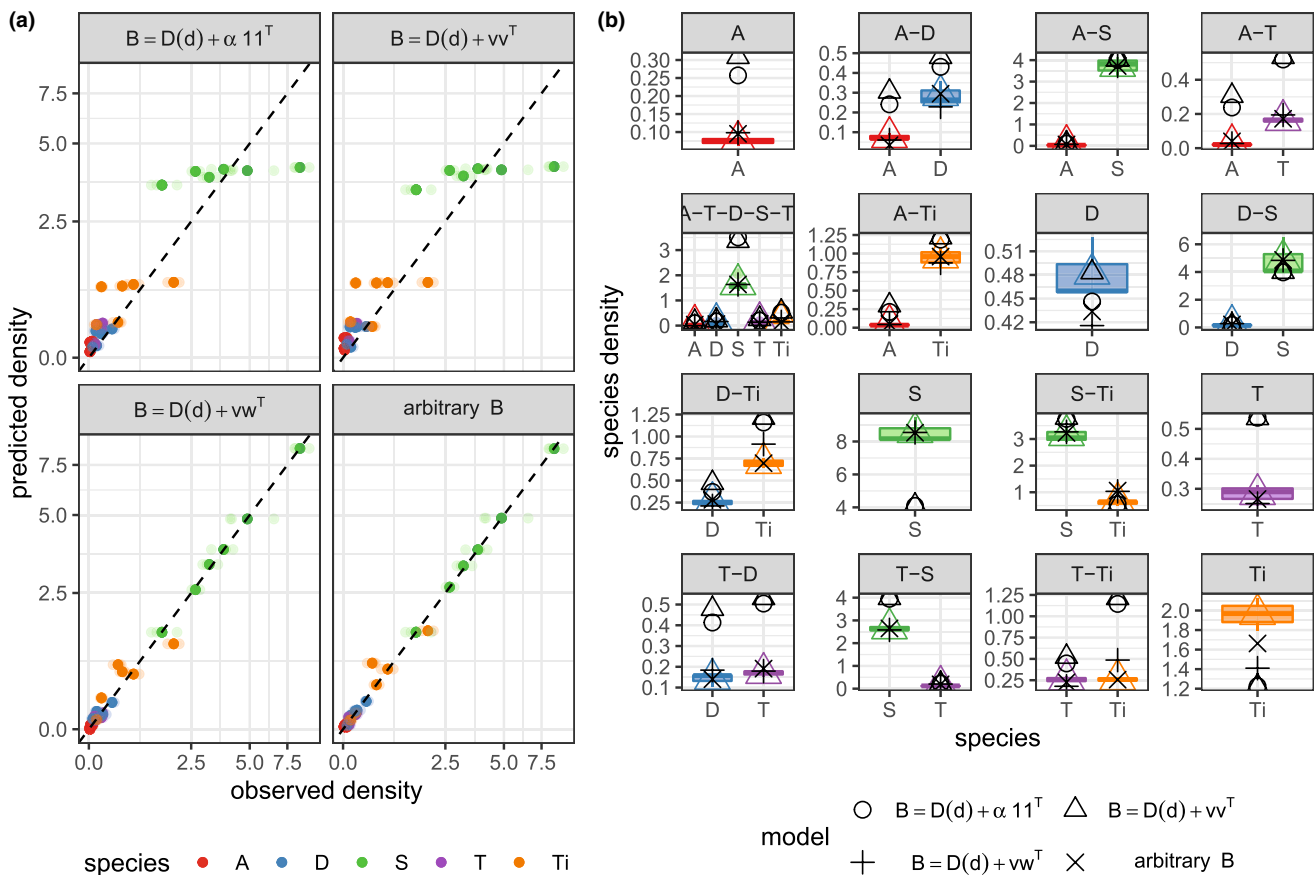 (a)
B = D(d) + α 11ᵀ
B = D(d) + vvᵀ
7.5
5.0
2.5
0.0
B = D(d) + vwᵀ
arbitrary B
7.5
5.0
2.5
0.0
0.0 2.5 5.0 7.5
0.0 2.5 5.0 7.5
predicted density
observed density
species A D S T Ti
(b)
A
0.30
0.25
0.20
0.15
0.10
A
A−D
0.5
0.4
0.3
0.2
0.1
A D
A−S
4
3
2
1
0
A S
A−T
0.4
0.2
0.0
A T
A−T−D−S−T
3
2
1
0
A D S T Ti
A−Ti
1.25
1.00
0.75
0.50
0.25
0.00
A Ti
D
0.51
0.48
0.45
0.42
D
D−S
6
4
2
0
D S
D−Ti
1.25
1.00
0.75
0.50
0.25
D Ti
S
8
6
4
S
S−Ti
3
2
1
S Ti
T
0.5
0.3
T
T−D
0.5
0.4
0.3
0.2
0.1
D T
T−S
4
3
2
1
0
S T
T−Ti
1.25
1.00
0.75
0.50
0.25
T Ti
Ti
2.0
1.8
1.6
1.4
1.2
Ti
species density
species
model
B = D(d) + α 11ᵀ
B = D(d) + vvᵀ
B = D(d) + vwᵀ
arbitrary B